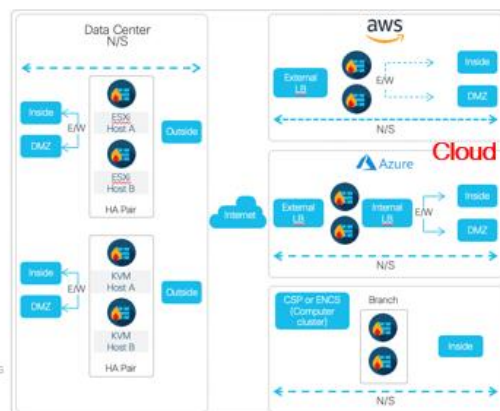 Data Center
N/S
Inside
E/W
DMZ
ESXi
Host A
ESXi
Host B
HA Pair
Outside
Inside
E/W
DMZ
KVM
Host A
KVM
Host B
HA Pair
Outside
Internet
aws
External
LB
E/W
Inside
DMZ
N/S
Cloud
Azure
External
LB
Internal
LB
E/W
Inside
DMZ
N/S
CSP or ENCS
(Computer
cluster)
Branch
Inside
N/S